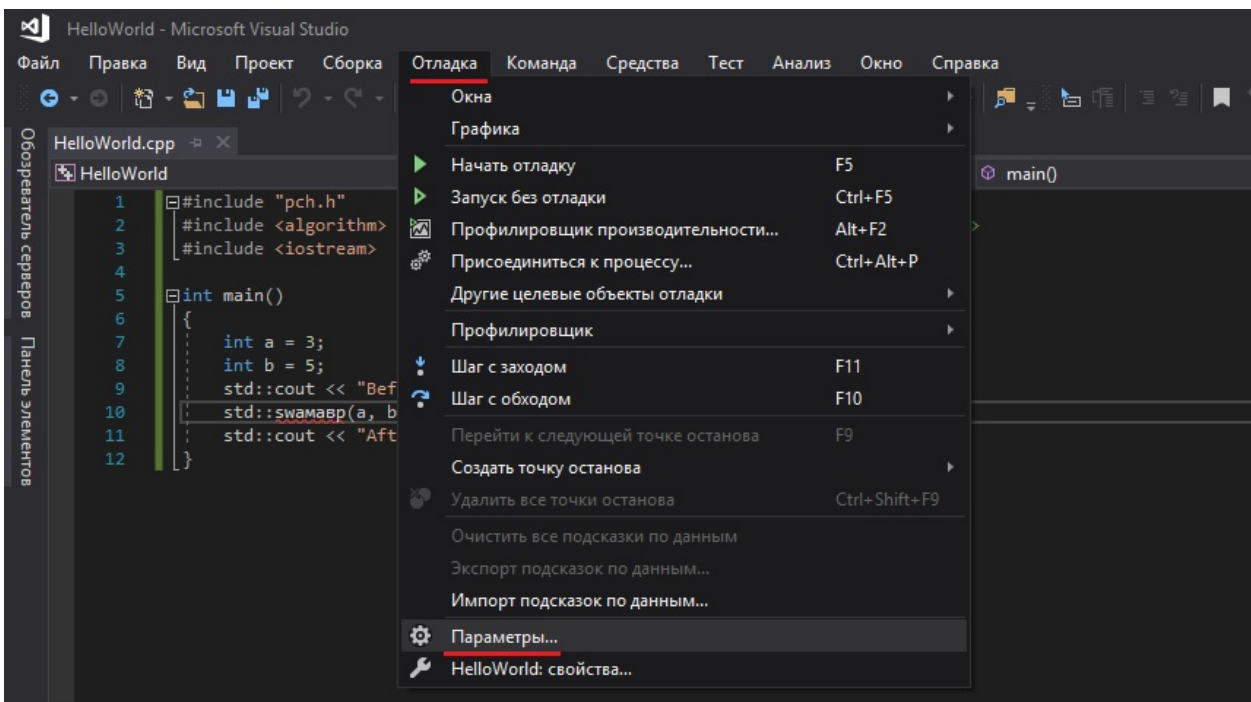 HelloWorld - Microsoft Visual Studio
Файл Правка Вид Проект Сборка Отладка Команда Средства Тест Анализ Окно Справка
Обозреватель серверов
Панель элементов
HelloWorld.cpp
HelloWorld
main()
1 #include "pch.h"
2 #include <algorithm>
3 #include <iostream>
4
5 int main()
6 {
7 int a = 3;
8 int b = 5;
9 std::cout << "Bef
10 std::swамавp(a, b
11 std::cout << "Aft
12 }
Окна
Графика
Начать отладку F5
Запуск без отладки Ctrl+F5
Профилировщик производительности... Alt+F2
Присоединиться к процессу... Ctrl+Alt+P
Другие целевые объекты отладки
Профилировщик
Шаг с заходом F11
Шаг с обходом F10
Перейти к следующей точке останова F9
Создать точку останова
Удалить все точки останова Ctrl+Shift+F9
Очистить все подсказки по данным
Экспорт подсказок по данным...
Импорт подсказок по данным...
Параметры...
HelloWorld: свойства...